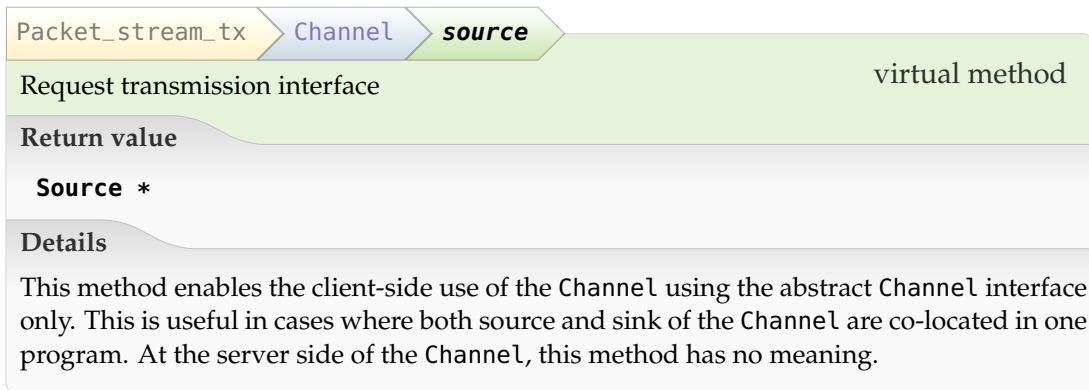 Packet_stream_tx Channel source
Request transmission interface
virtual method
Return value
Source *
Details
This method enables the client-side use of the Channel using the abstract Channel interface
only. This is useful in cases where both source and sink of the Channel are co-located in one
program. At the server side of the Channel, this method has no meaning.